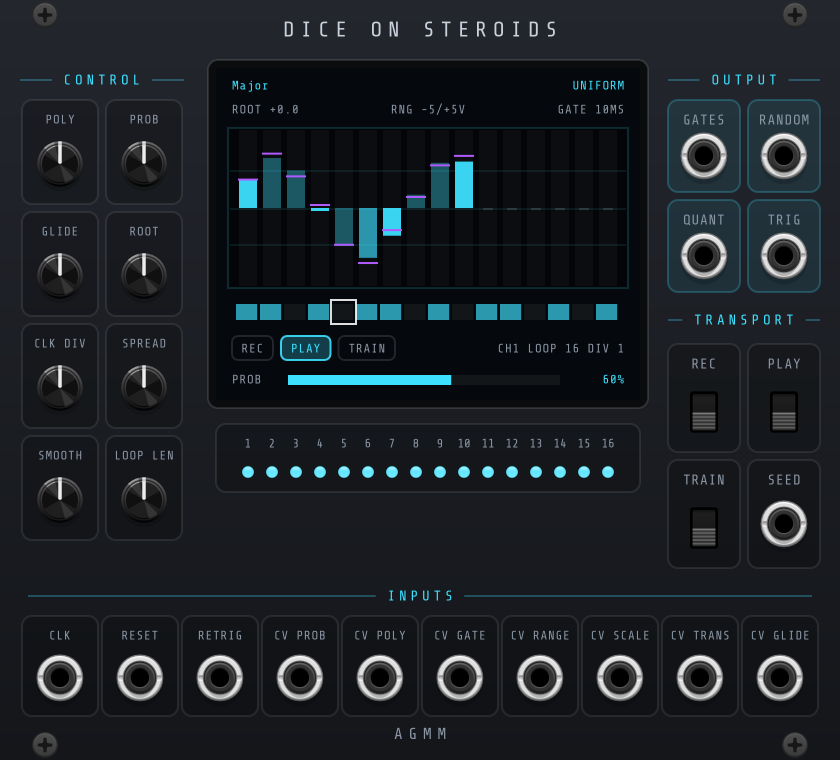 DICE ON STEROIDS
CONTROL
POLY PROB
GLIDE ROOT
CLK DIV SPREAD
SMOOTH LOOP LEN
Major UNIFORM
ROOT +0.0 RNG -5/+5V GATE 10MS
REC PLAY TRAIN CH1 LOOP 16 DIV 1
PROB 60%
1 2 3 4 5 6 7 8 9 10 11 12 13 14 15 16
OUTPUT
GATES RANDOM
QUANT TRIG
TRANSPORT
REC PLAY
TRAIN SEED
INPUTS
CLK RESET RETRIG CV PROB CV POLY CV GATE CV RANGE CV SCALE CV TRANS CV GLIDE
AGMM